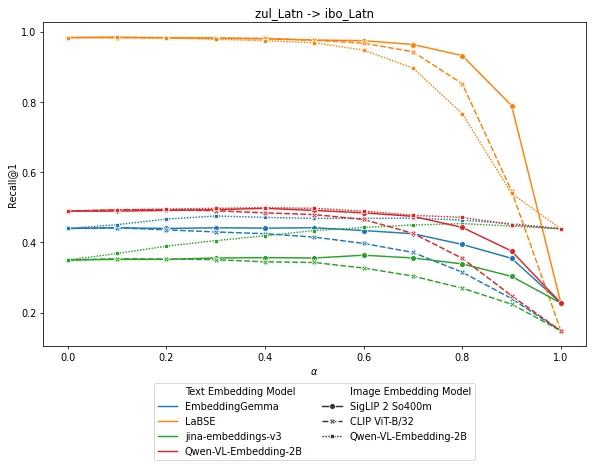 zul_Latn -> ibo_Latn
Recall@1
1.0
0.8
0.6
0.4
0.2
0.0 0.2 0.4 0.6 0.8 1.0
α
Text Embedding Model Image Embedding Model
EmbeddingGemma SigLIP 2 So400m
LaBSE CLIP ViT-B/32
jina-embeddings-v3 Qwen-VL-Embedding-2B
Qwen-VL-Embedding-2B